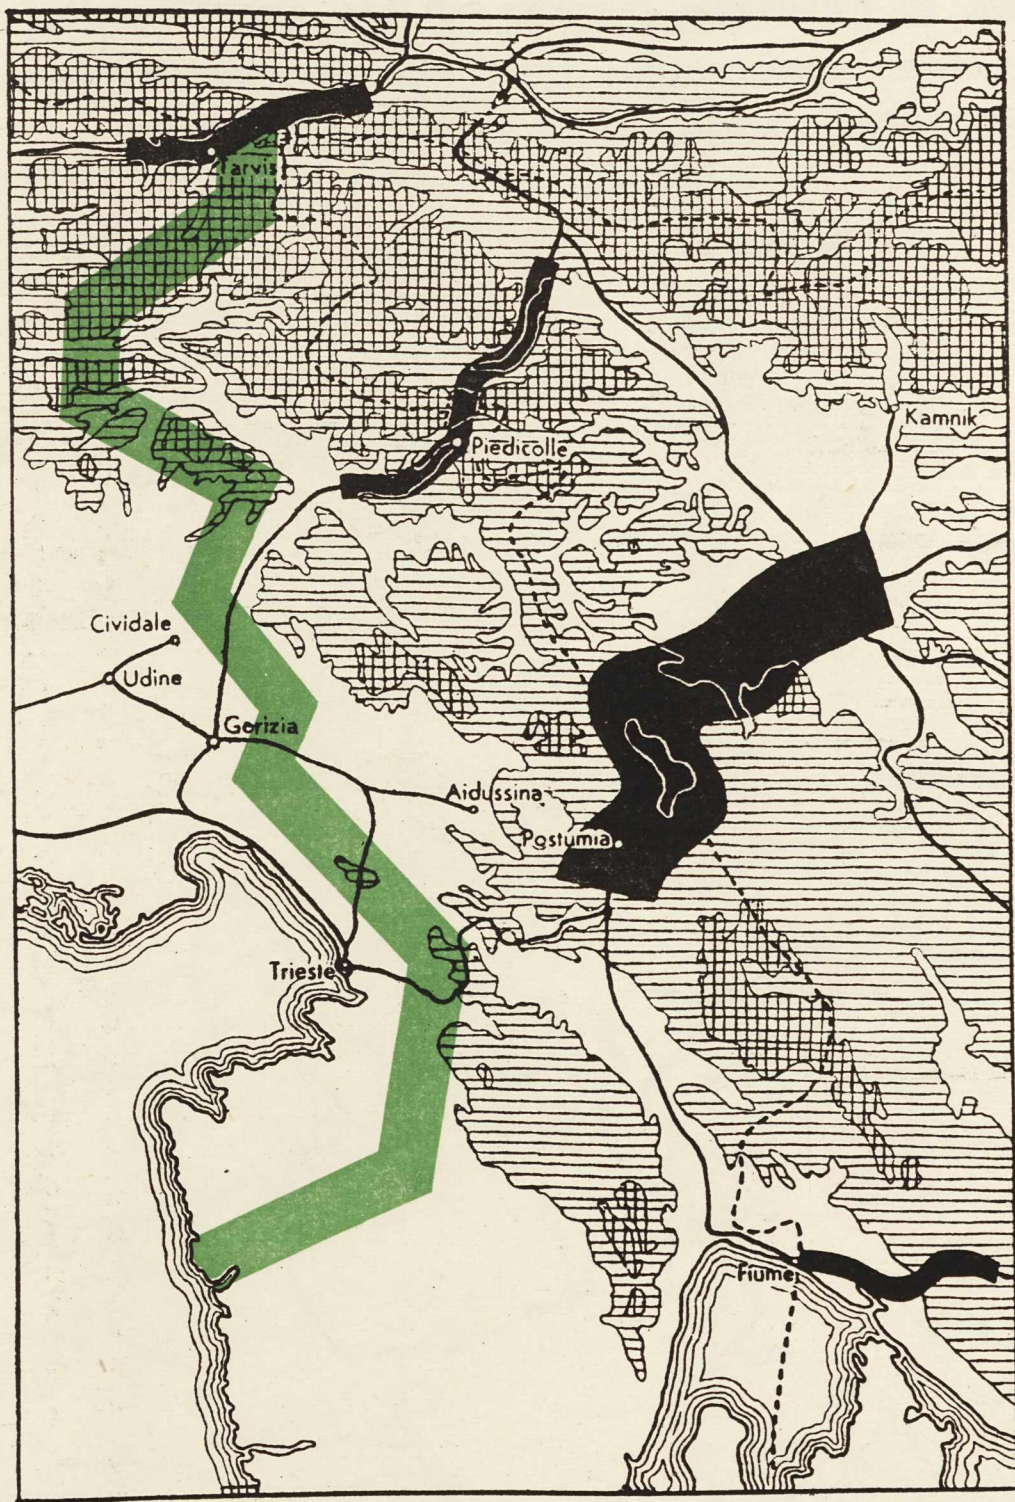 Tarvis
Piedicolle
Kamnik
Cividale
Udine
Gorizia
Aidussina
Postumia
Trieste
Fiume